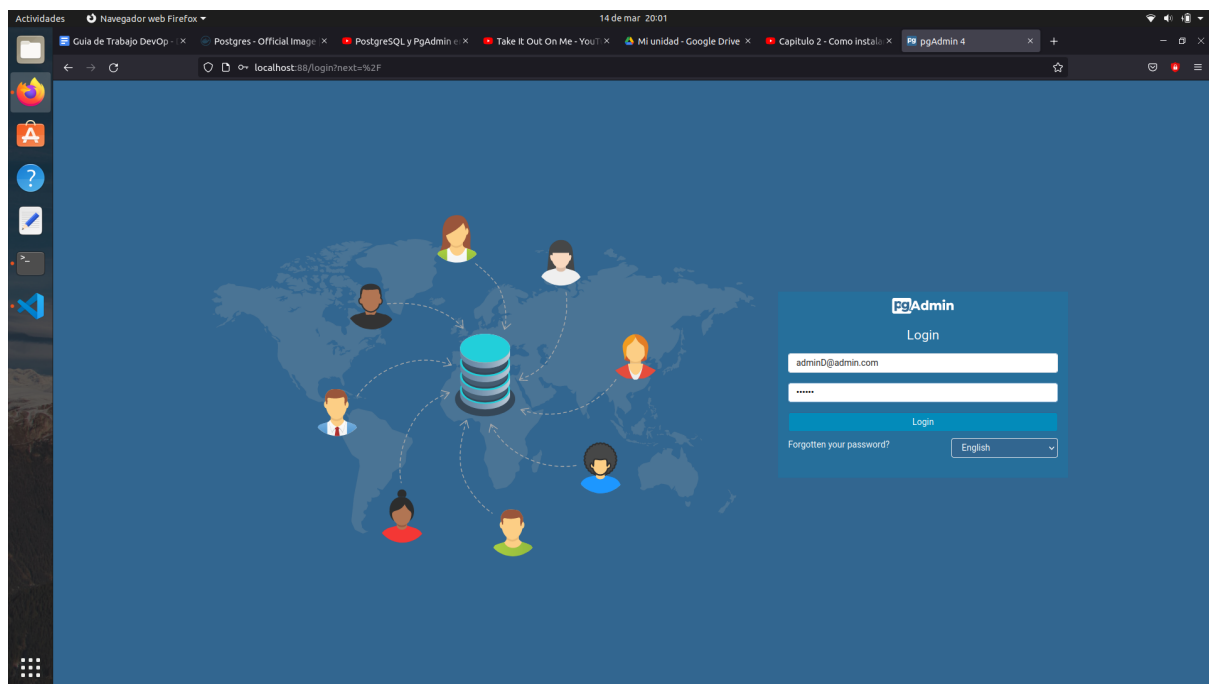 Actividades Navegador web Firefox 14 de mar 20:01
Guia de Trabajo DevOp - Postgres - Official Image PostgreSQL y PgAdmin e Take It Out On Me - YouT Mi unidad - Google Drive Capitulo 2 - Como instala pgAdmin 4
localhost:88/login?next=%2F
pgAdmin
Login
adminD@admin.com
••••••
Login
Forgotten your password? English